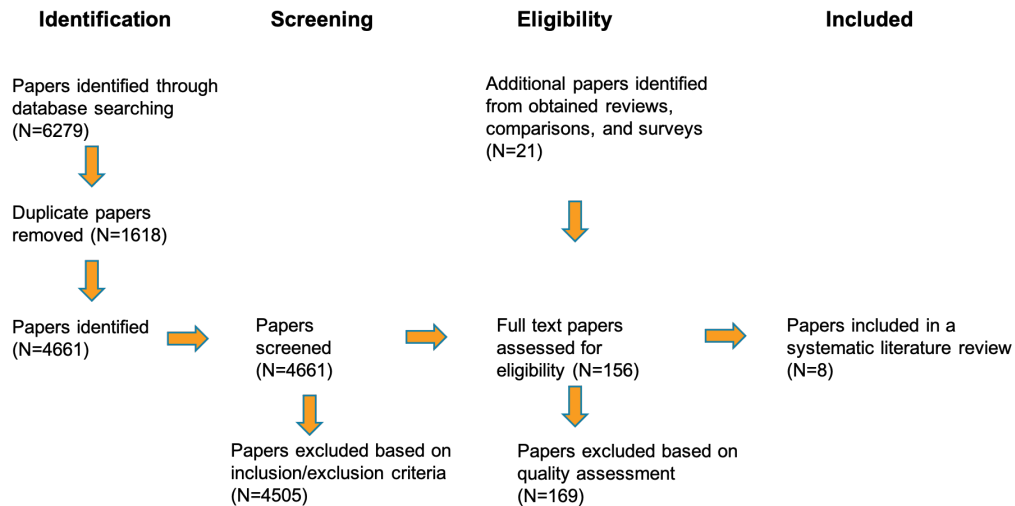 Identification
Papers identified through
database searching
(N=6279)
Duplicate papers
removed (N=1618)
Papers identified
(N=4661)
Screening
Papers
screened
(N=4661)
Papers excluded based on
inclusion/exclusion criteria
(N=4505)
Eligibility
Additional papers identified
from obtained reviews,
comparisons, and surveys
(N=21)
Full text papers
assessed for
eligibility (N=156)
Papers excluded based on
quality assessment
(N=169)
Included
Papers included in a
systematic literature review
(N=8)